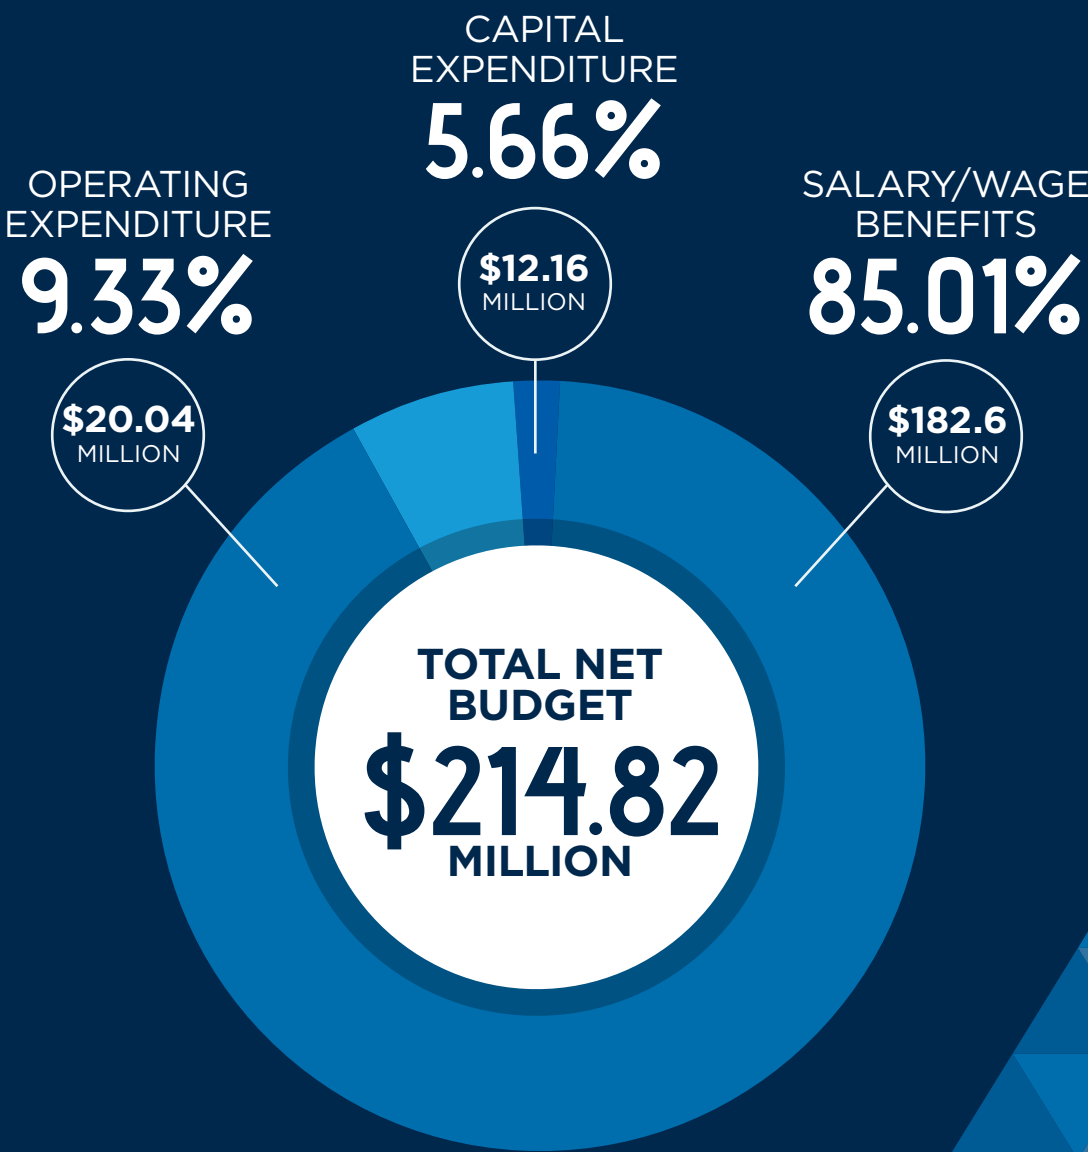 CAPITAL
EXPENDITURE
5.66%
$12.16
MILLION
OPERATING
EXPENDITURE
9.33%
$20.04
MILLION
SALARY/WAGE
BENEFITS
85.01%
$182.6
MILLION
TOTAL NET
BUDGET
$214.82
MILLION